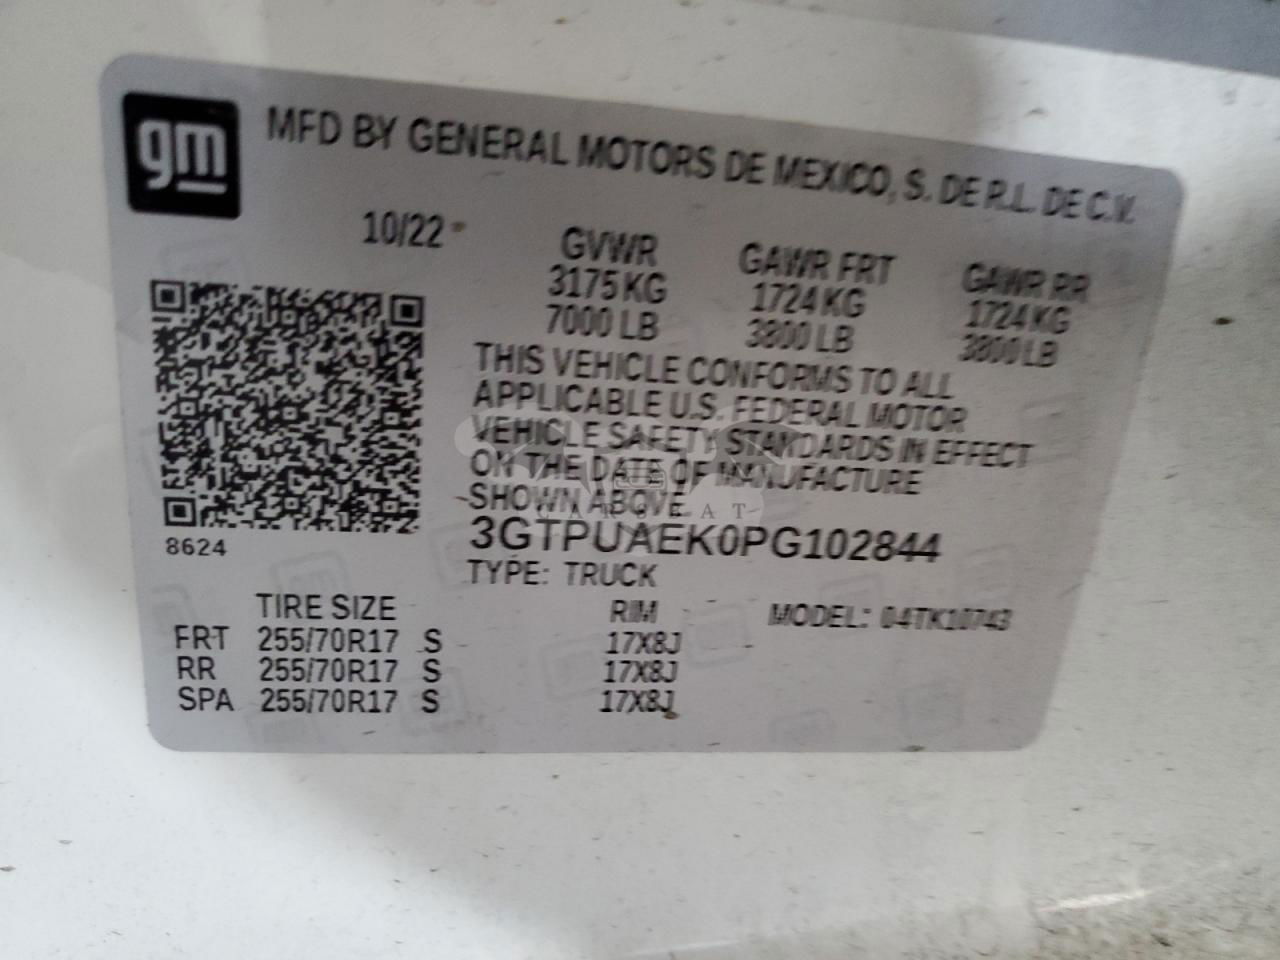 gm
MFD BY GENERAL MOTORS DE MEXICO, S. DE R.L. DE C.V.
10/22
GVWR GAWR FRT GAWR RR
3175 KG 1724 KG 1724 KG
7000 LB 3800 LB 3800 LB
THIS VEHICLE CONFORMS TO ALL
APPLICABLE U.S. FEDERAL MOTOR
VEHICLE SAFETY STANDARDS IN EFFECT
ON THE DATE OF MANUFACTURE
SHOWN ABOVE.
3GTPUAEK0PG102844
8624
TYPE: TRUCK
TIRE SIZE RIM MODEL: 04TK10743
FRT 255/70R17 S 17X8J
RR 255/70R17 S 17X8J
SPA 255/70R17 S 17X8J